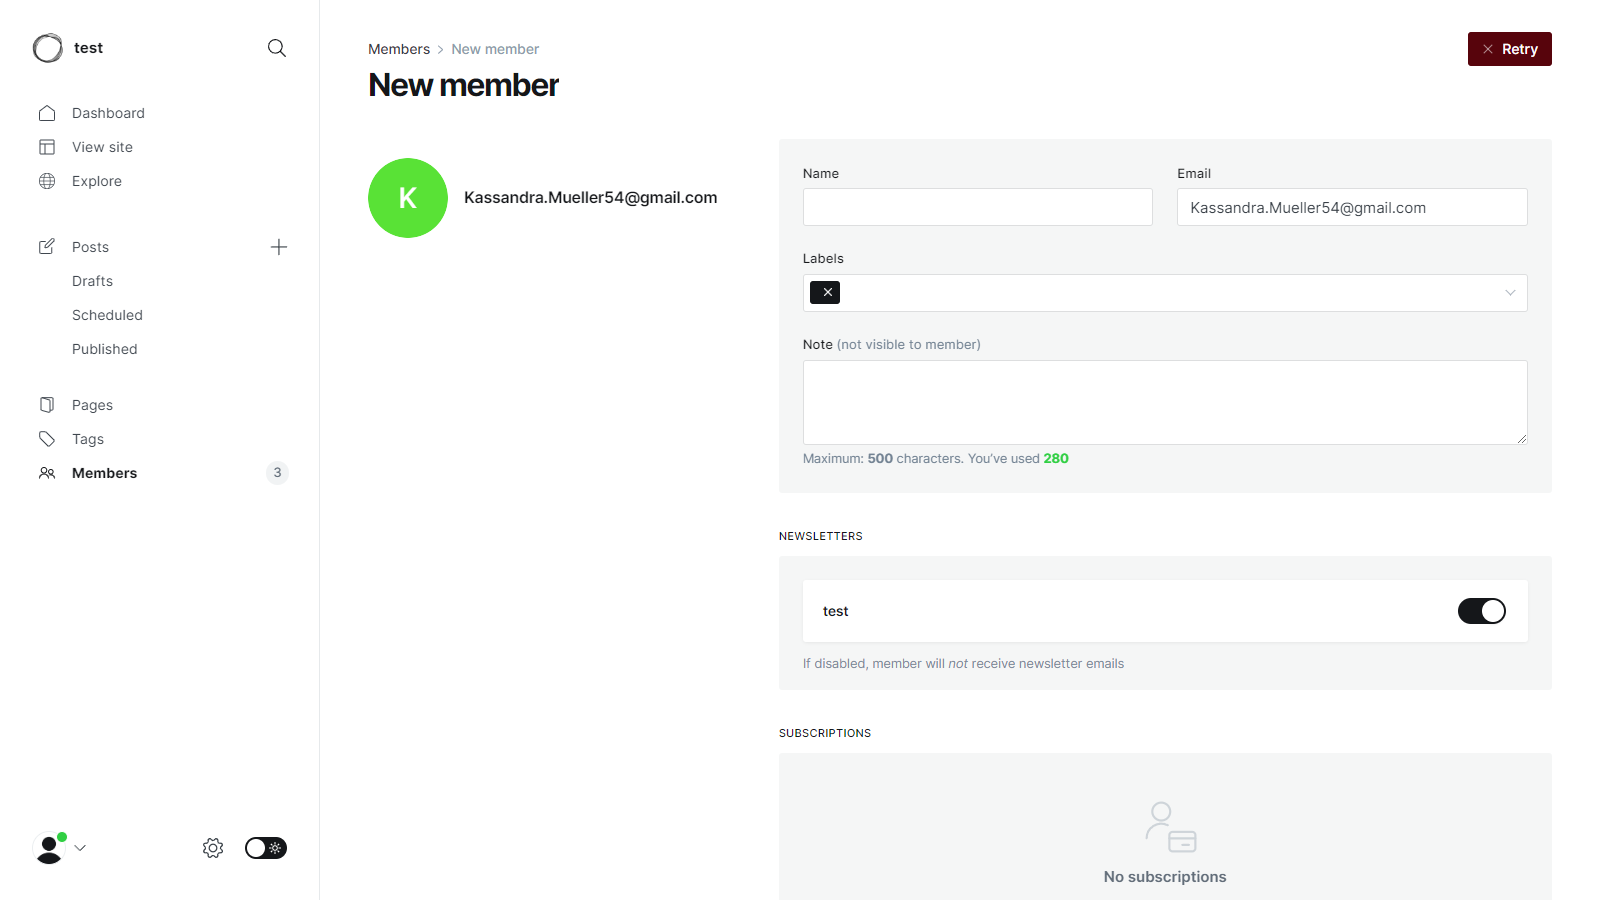 test
Dashboard
View site
Explore
Posts
Drafts
Scheduled
Published
Pages
Tags
Members 3
Members > New member
New member
Retry
K
Kassandra.Mueller54@gmail.com
Name
Email
Kassandra.Mueller54@gmail.com
Labels
Note (not visible to member)
Maximum: 500 characters. You've used 280
NEWSLETTERS
test
If disabled, member will not receive newsletter emails
SUBSCRIPTIONS
No subscriptions